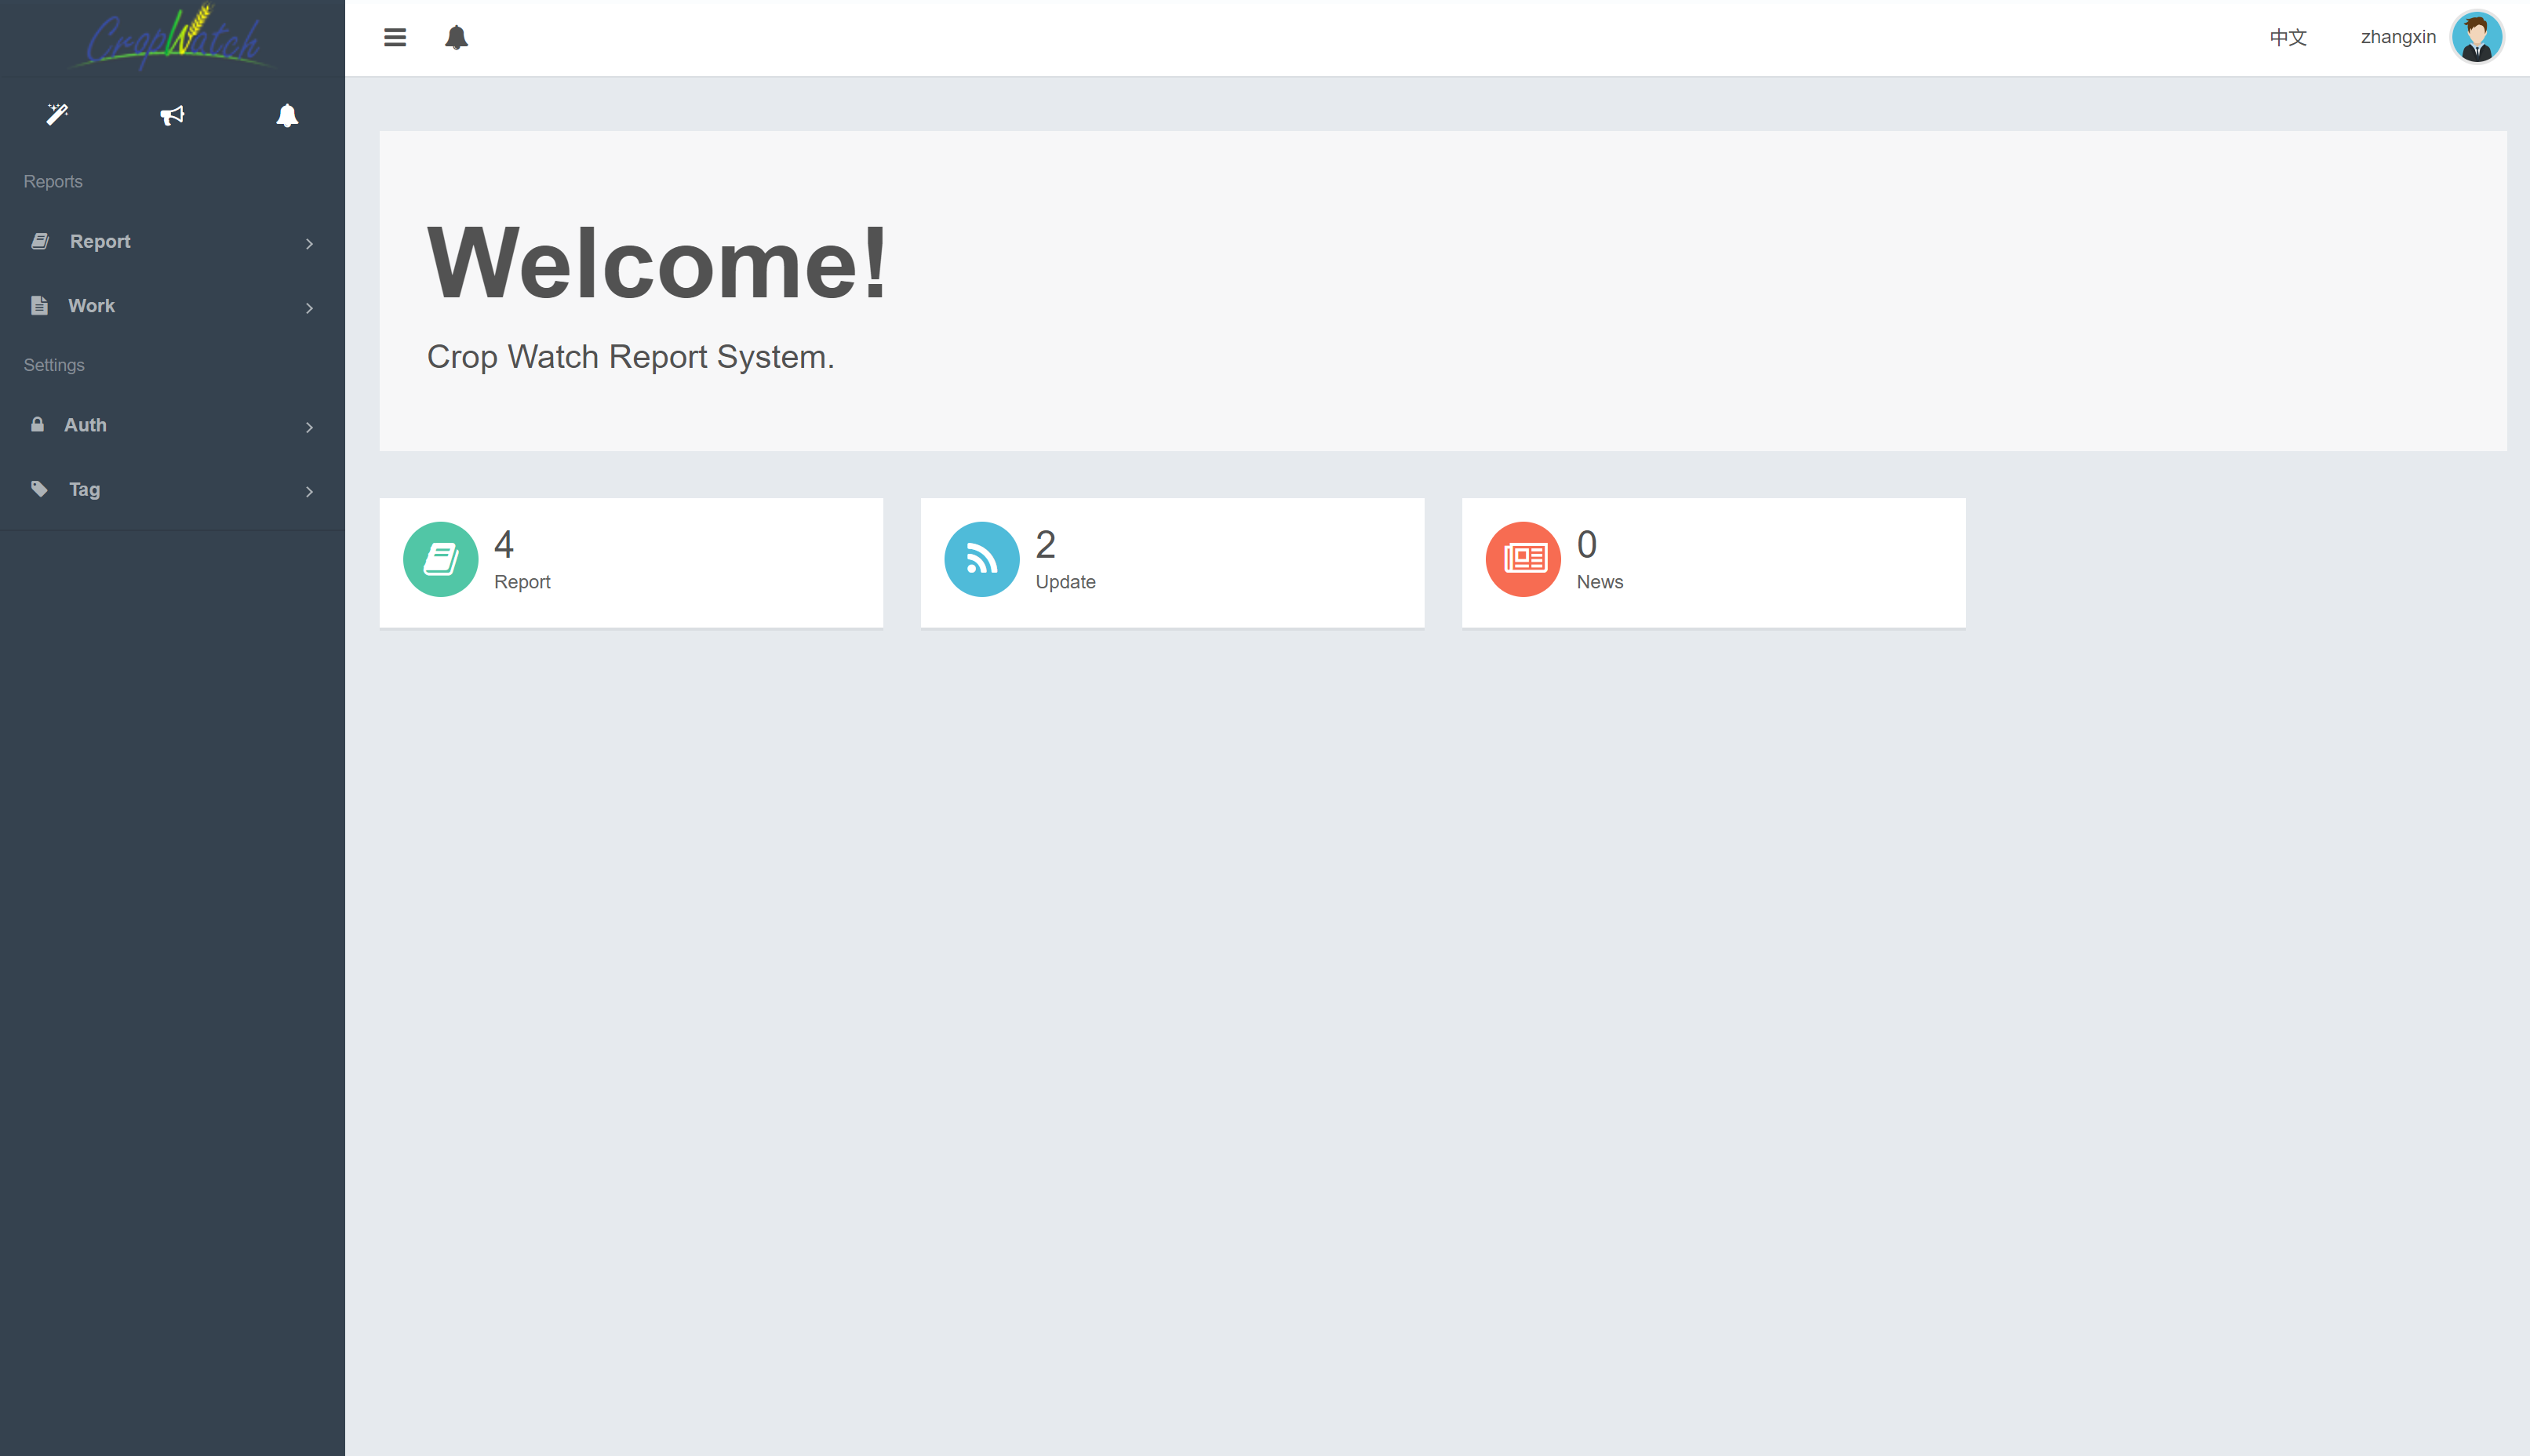 CropWatch
中文
zhangxin
Reports
Report
Work
Settings
Auth
Tag
Welcome!
Crop Watch Report System.
4
Report
2
Update
0
News